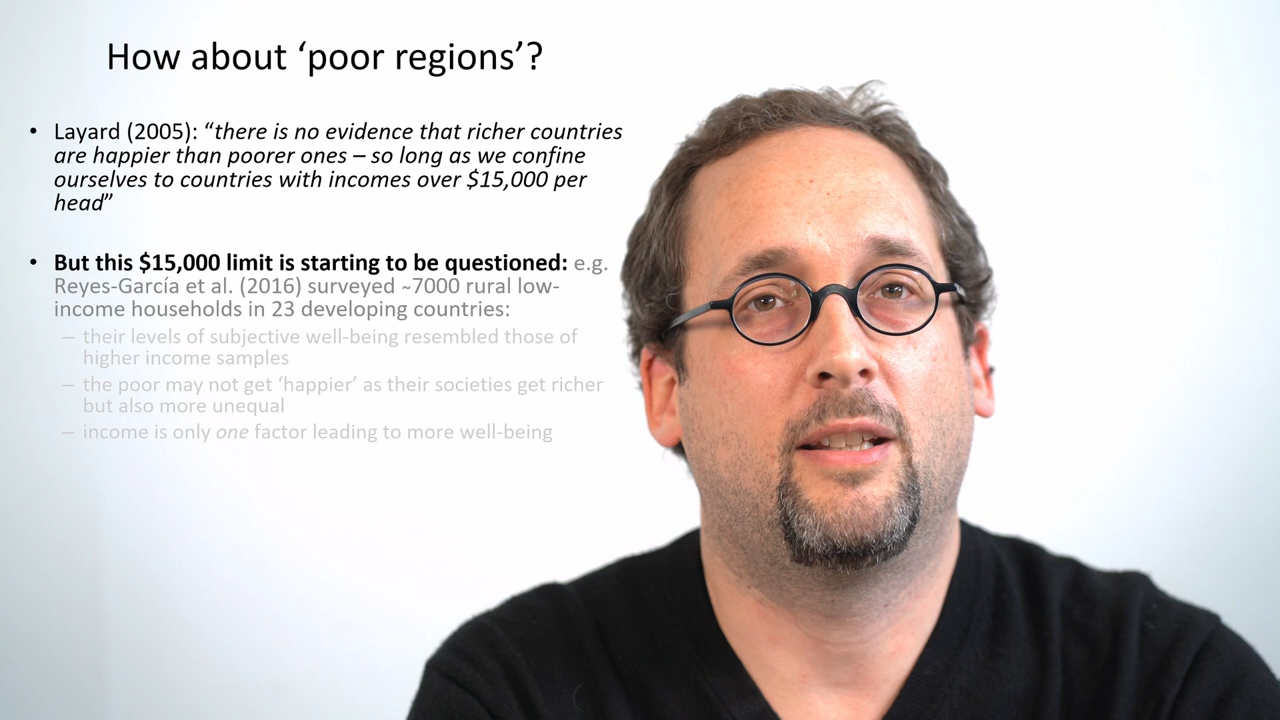 How about ‘poor regions’?
• Layard (2005): “there is no evidence that richer countries
are happier than poorer ones – so long as we confine
ourselves to countries with incomes over $15,000 per
head”
• But this $15,000 limit is starting to be questioned: e.g.
Reyes-García et al. (2016) surveyed ~7000 rural low-
income households in 23 developing countries:
– their levels of subjective well-being resembled those of
higher income samples
– the poor may not get ‘happier’ as their societies get richer
but also more unequal
– income is only one factor leading to more well-being